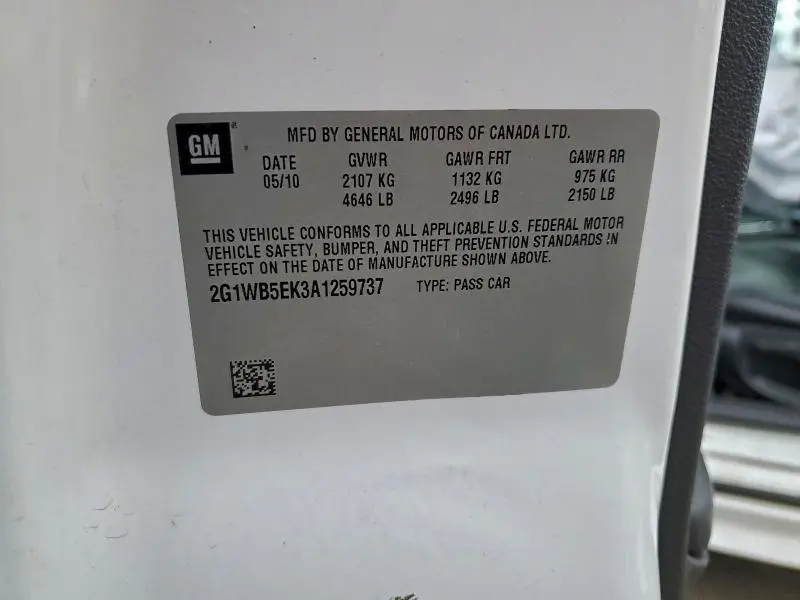 GM
MFD BY GENERAL MOTORS OF CANADA LTD.
DATE GVWR GAWR FRT GAWR RR
05/10 2107 KG 1132 KG 975 KG
4646 LB 2496 LB 2150 LB
THIS VEHICLE CONFORMS TO ALL APPLICABLE U.S. FEDERAL MOTOR
VEHICLE SAFETY, BUMPER, AND THEFT PREVENTION STANDARDS IN
EFFECT ON THE DATE OF MANUFACTURE SHOWN ABOVE.
2G1WB5EK3A1259737 TYPE: PASS CAR